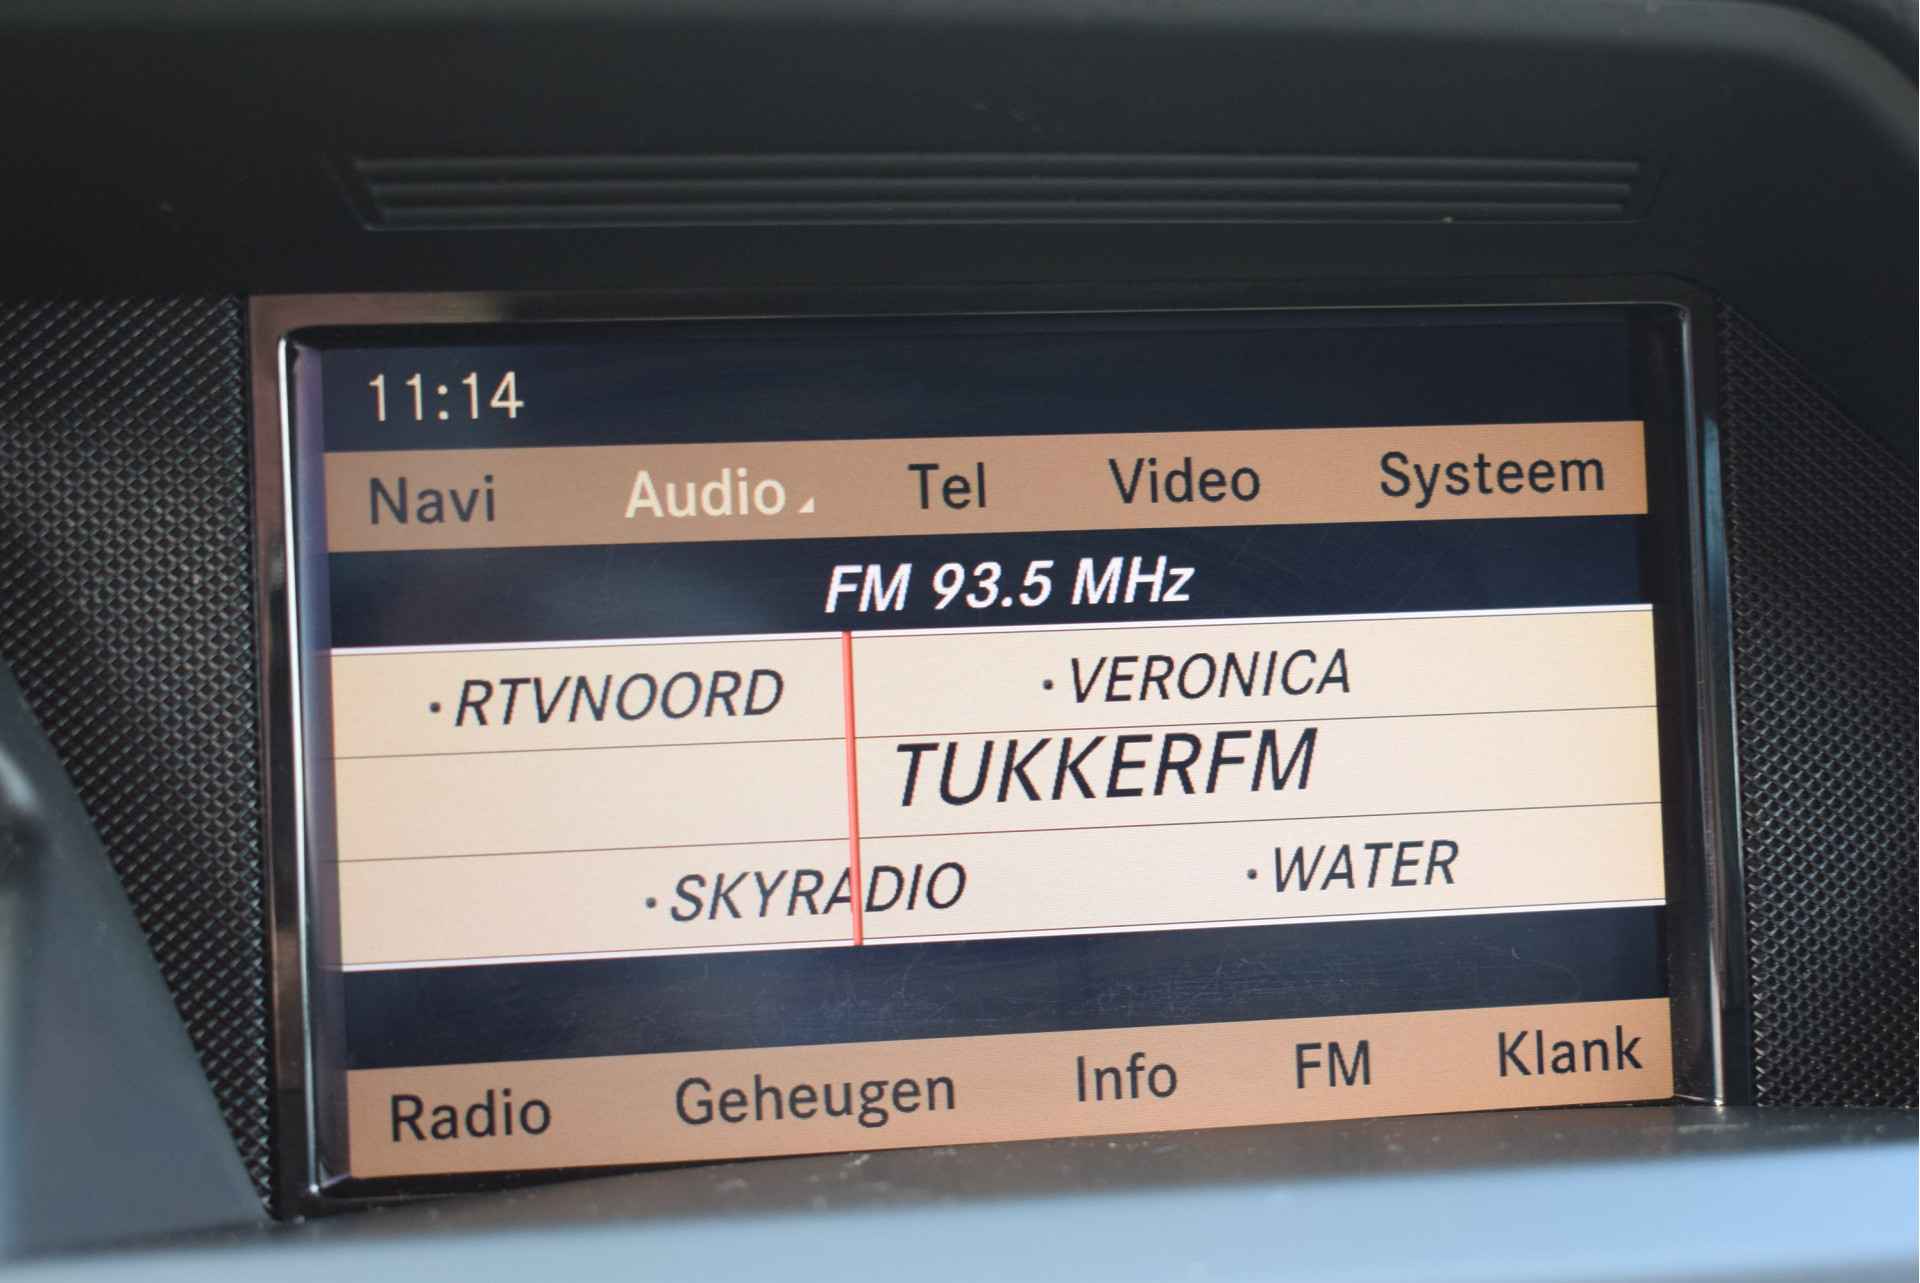 11:14
Navi Audio Tel Video Systeem
FM 93.5 MHz
·RTVNOORD ·VERONICA
TUKKERFM
·SKYRADIO ·WATER
Radio Geheugen Info FM Klank